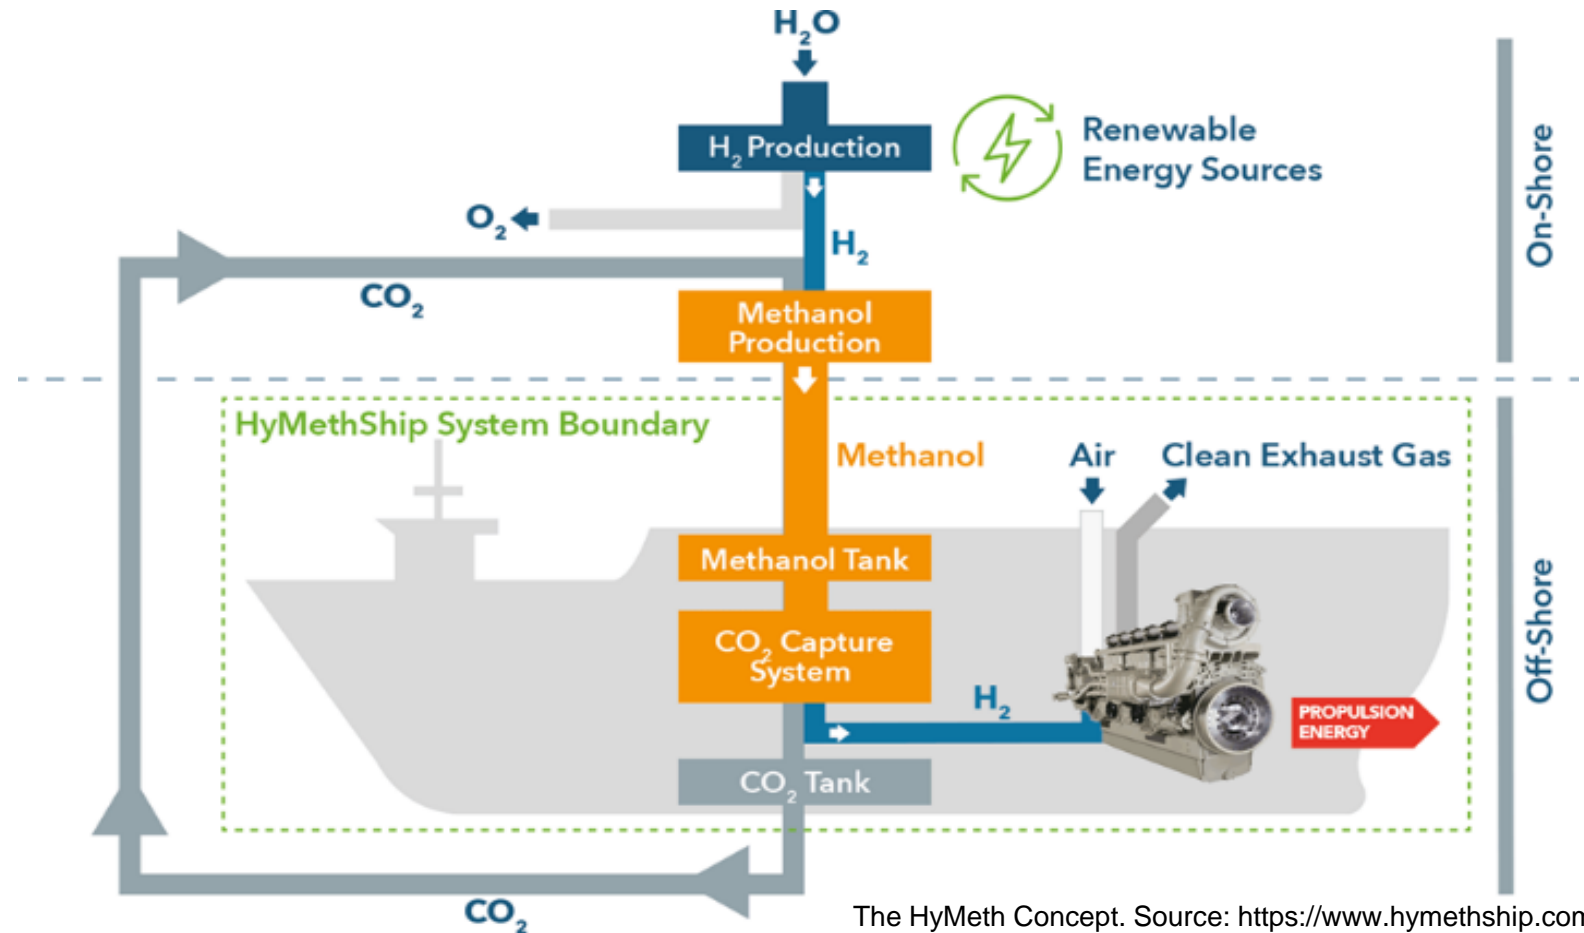 H₂O
H₂ Production
Renewable
Energy Sources
On-Shore
O₂
H₂
CO₂
Methanol
Production
HyMethShip System Boundary
Methanol
Air
Clean Exhaust Gas
Methanol Tank
CO₂ Capture
System
Off-Shore
H₂
PROPULSION
ENERGY
CO₂ Tank
CO₂
The HyMeth Concept. Source: https://www.hymethship.com